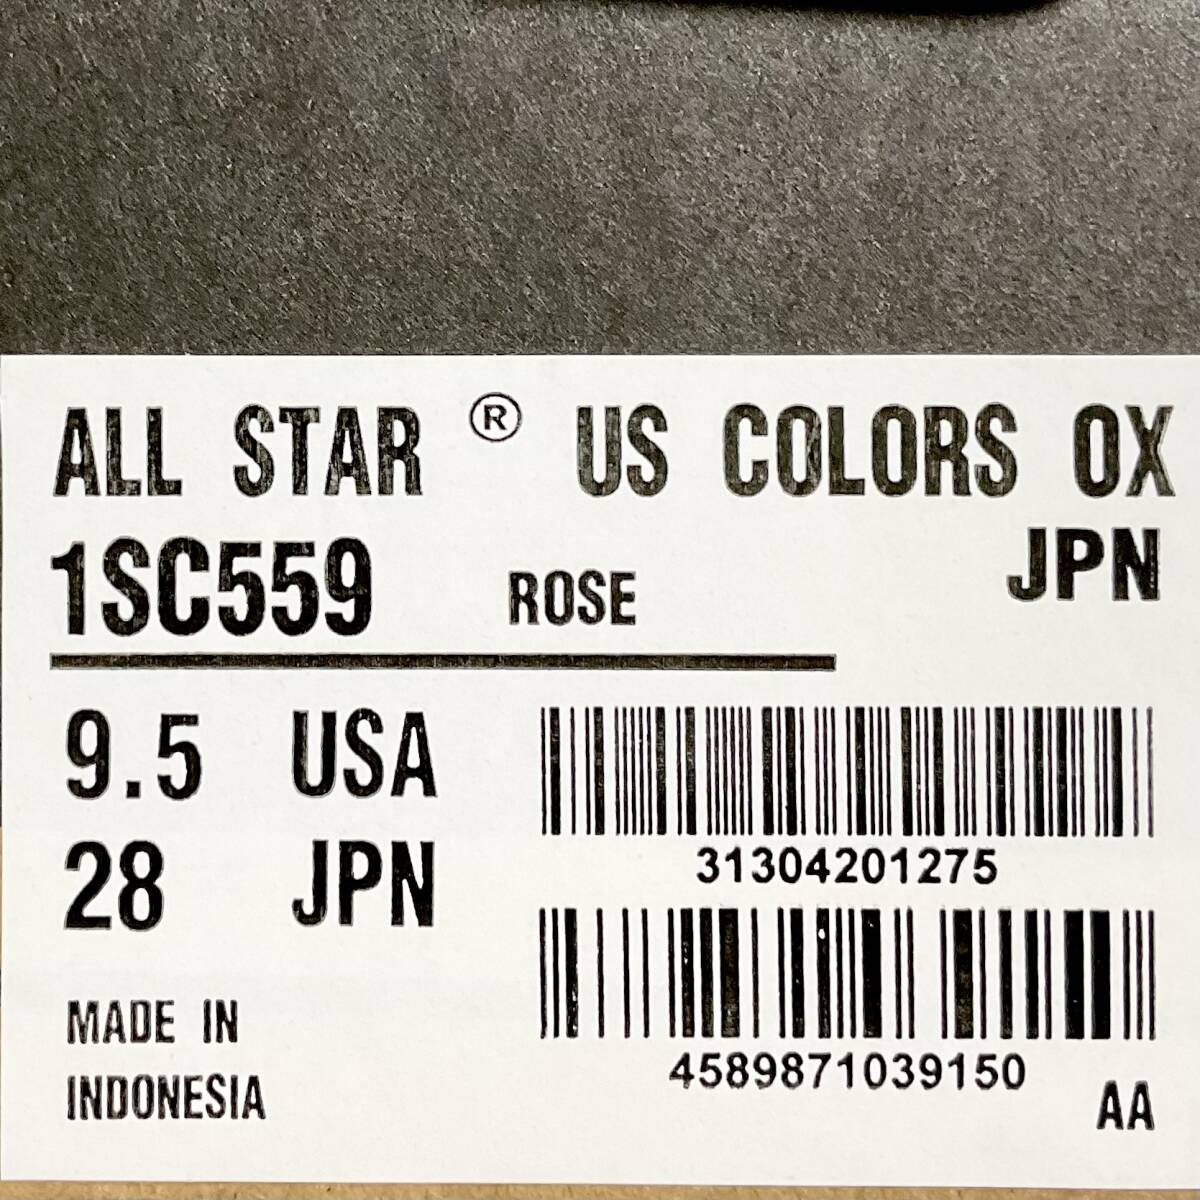 ALL STAR ® US COLORS OX
1SC559 ROSE JPN
9.5 USA
28 JPN
31304201275
4589871039150
MADE IN
INDONESIA
AA